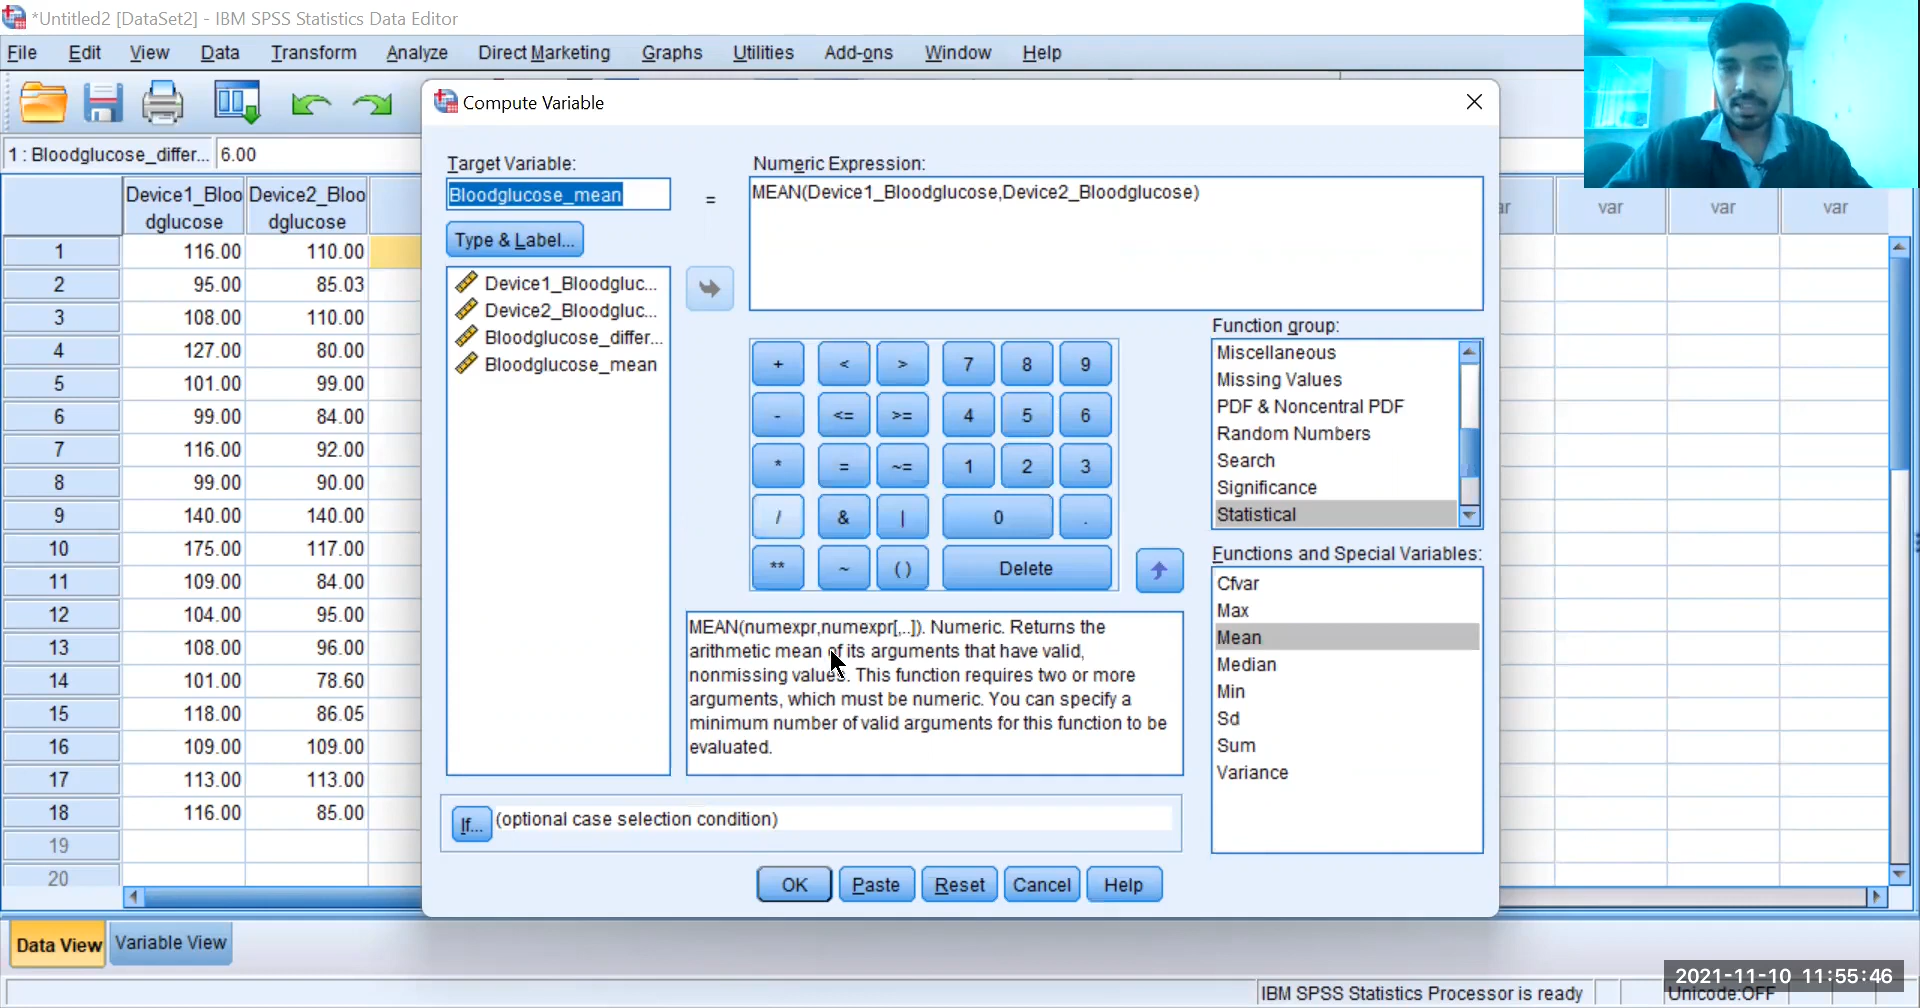 *Untitled2 [DataSet2] - IBM SPSS Statistics Data Editor
File Edit View Data Transform Analyze Direct Marketing Graphs Utilities Add-ons Window Help
Compute Variable
1 : Bloodglucose_differ... 6.00
Target Variable:
Bloodglucose_mean
=
Numeric Expression:
MEAN(Device1_Bloodglucose,Device2_Bloodglucose)
Type & Label...
Device1_Bloodgluc...
Device2_Bloodgluc...
Bloodglucose_differ...
Bloodglucose_mean
+ < > 7 8 9
- <= >= 4 5 6
* = ~= 1 2 3
/ & | 0 .
** ~ () Delete
Function group:
Miscellaneous
Missing Values
PDF & Noncentral PDF
Random Numbers
Search
Significance
Statistical
Functions and Special Variables:
Cfvar
Max
Mean
Median
Min
Sd
Sum
Variance
MEAN(numexpr,numexpr[,..]). Numeric. Returns the
arithmetic mean of its arguments that have valid,
nonmissing values. This function requires two or more
arguments, which must be numeric. You can specify a
minimum number of valid arguments for this function to be
evaluated.
If... (optional case selection condition)
OK Paste Reset Cancel Help
Device1_Bloo Device2_Bloo
dglucose dglucose
ar var var var
1 116.00 110.00
2 95.00 85.03
3 108.00 110.00
4 127.00 80.00
5 101.00 99.00
6 99.00 84.00
7 116.00 92.00
8 99.00 90.00
9 140.00 140.00
10 175.00 117.00
11 109.00 84.00
12 104.00 95.00
13 108.00 96.00
14 101.00 78.60
15 118.00 86.05
16 109.00 109.00
17 113.00 113.00
18 116.00 85.00
19
20
Data View Variable View
2021-11-10 11:55:46
IBM SPSS Statistics Processor is ready Unicode:OFF